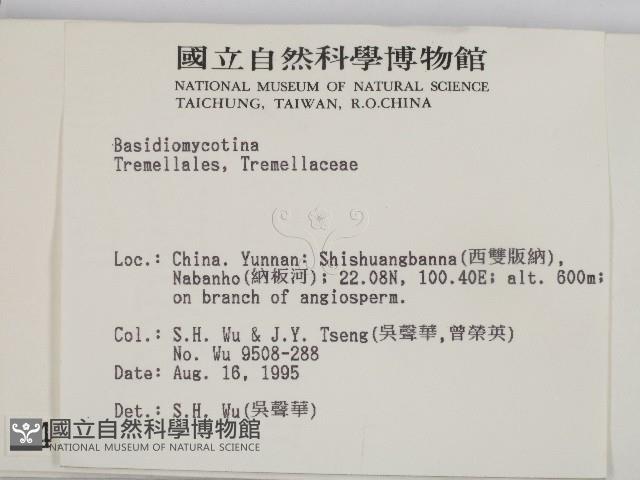 國立自然科學博物館
NATIONAL MUSEUM OF NATURAL SCIENCE
TAICHUNG, TAIWAN, R.O.CHINA
Basidiomycotina
Tremellales, Tremellaceae
Loc.: China. Yunnan: Shishuangbanna(西雙版納),
Nabanho(納板河); 22.08N, 100.40E; alt. 600m;
on branch of angiosperm.
Col.: S.H. Wu & J.Y. Tseng(吳聲華,曾榮英)
No. Wu 9508-288
Date: Aug. 16, 1995
Det.: S.H. Wu(吳聲華)
國立自然科學博物館
NATIONAL MUSEUM OF NATURAL SCIENCE